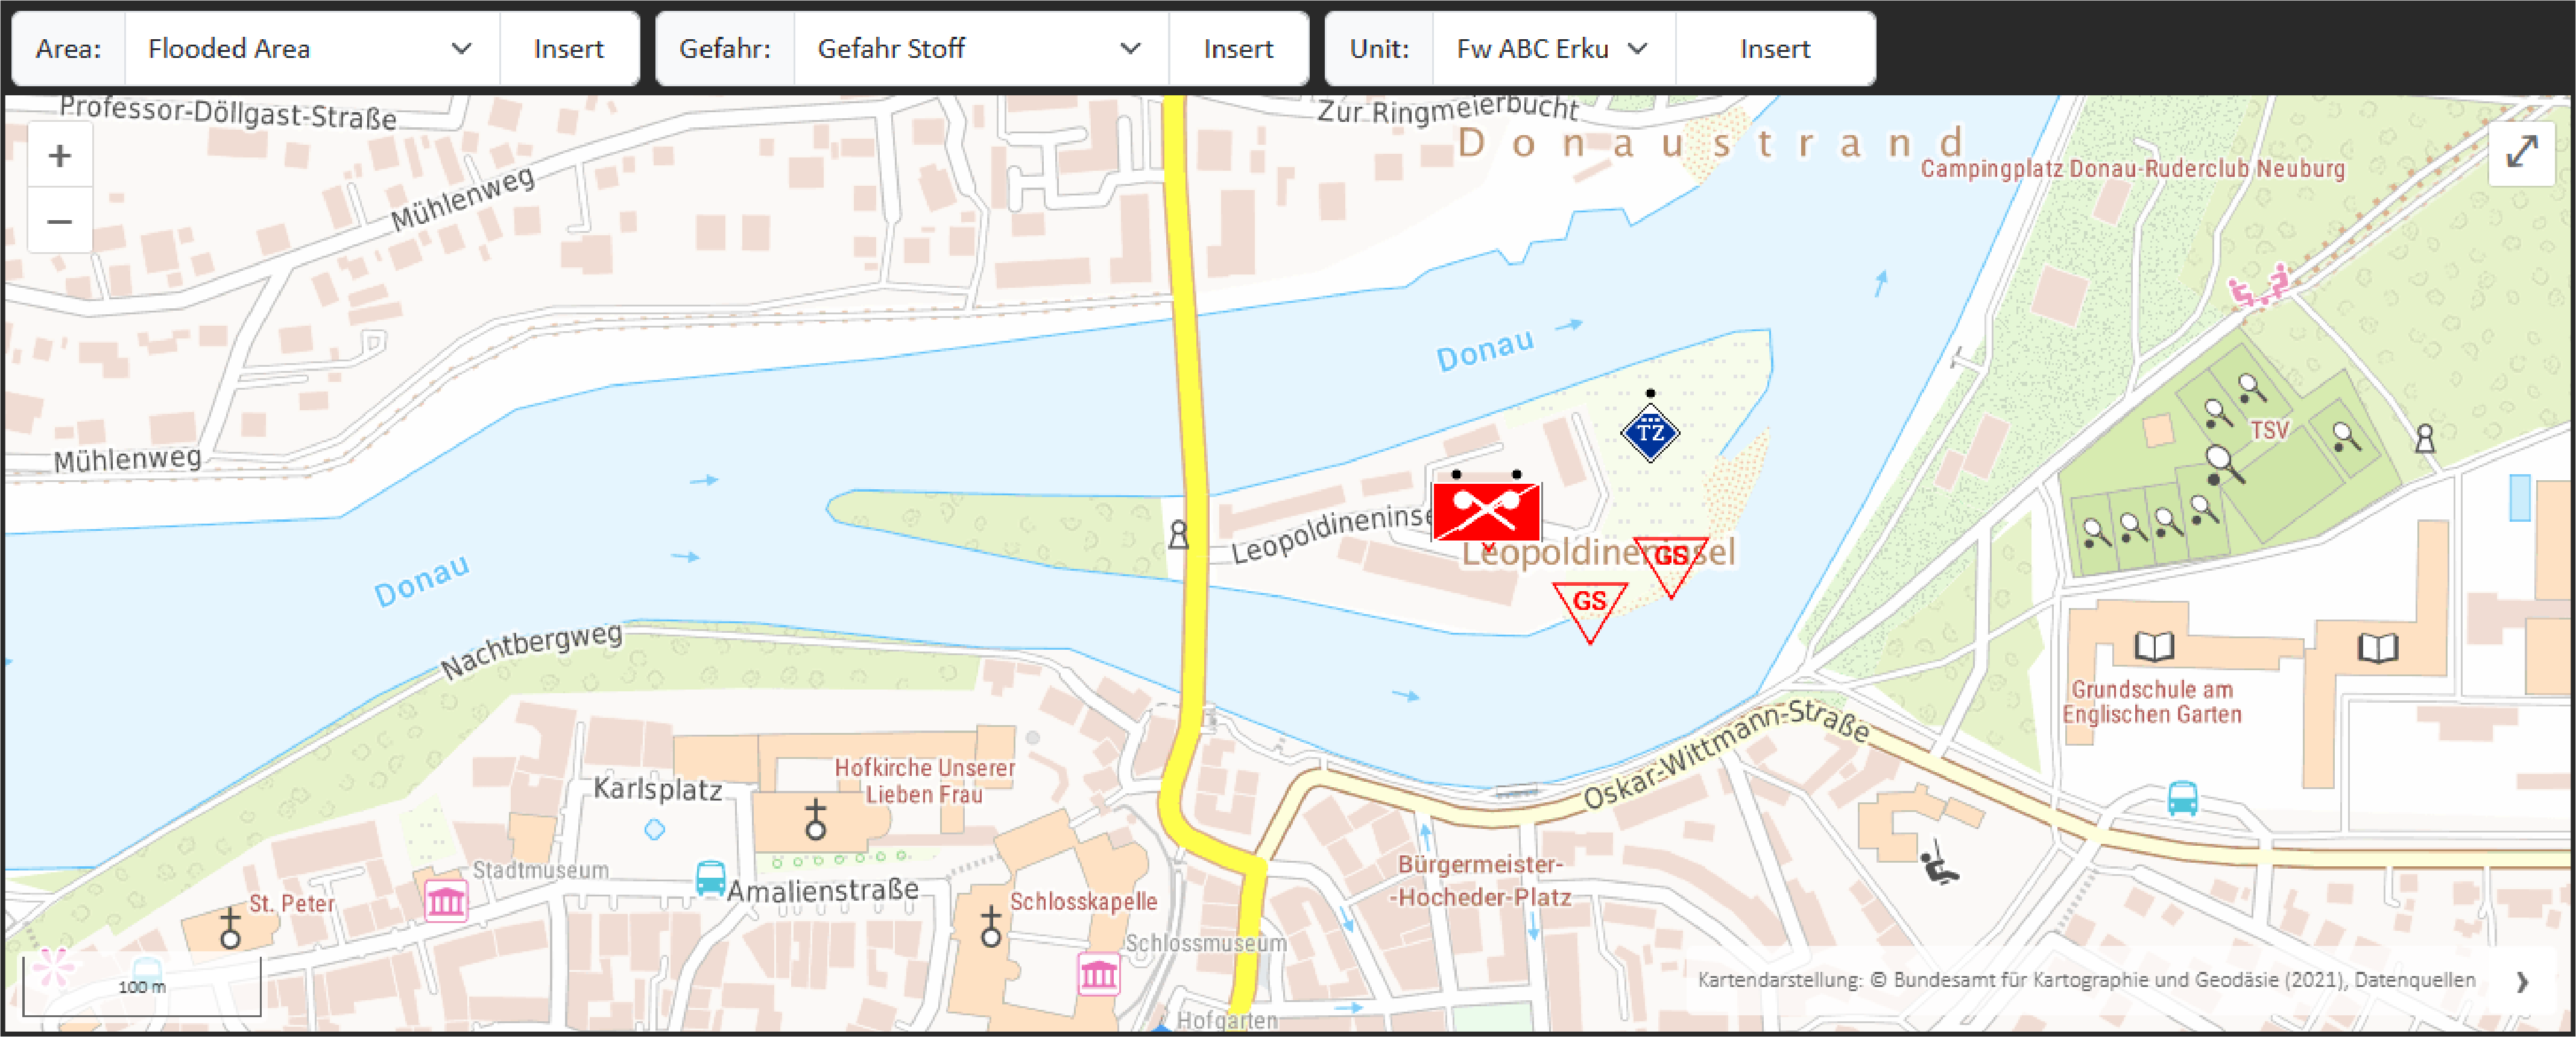 Area: Flooded Area Insert Gefahr: Gefahr Stoff Insert Unit: Fw ABC Erku Insert
Professor-Döllgast-Straße
Zur Ringmeierbucht
Donaustrand
Campingplatz Donau-Ruderclub Neuburg
+
−
Mühlenweg
Donau
TZ
TSV
Mühlenweg
Leopoldineninse
Leopoldineninsel
GS
GS
Donau
Nachtbergweg
Grundschule am
Englischen Garten
Oskar-Wittmann-Straße
Hofkirche Unserer
Lieben Frau
Karlsplatz
Stadtmuseum
Amalienstraße
Bürgermeister-
-Hocheder-Platz
St. Peter
Schlosskapelle
Schlossmuseum
100 m
Kartendarstellung: © Bundesamt für Kartographie und Geodäsie (2021), Datenquellen
Hofgarten